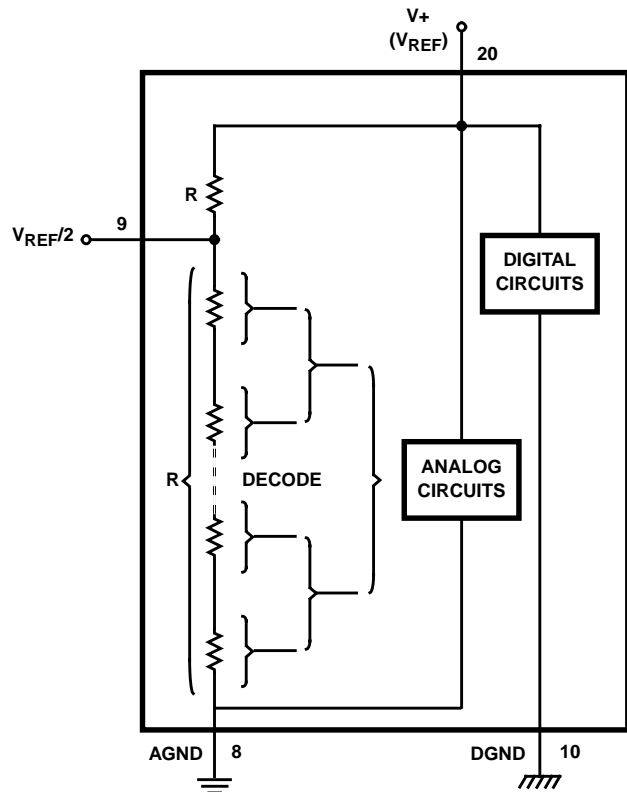 V+
(VREF)
20
R
9
VREF/2
DIGITAL
CIRCUITS
R
DECODE
ANALOG
CIRCUITS
AGND
8
DGND
10